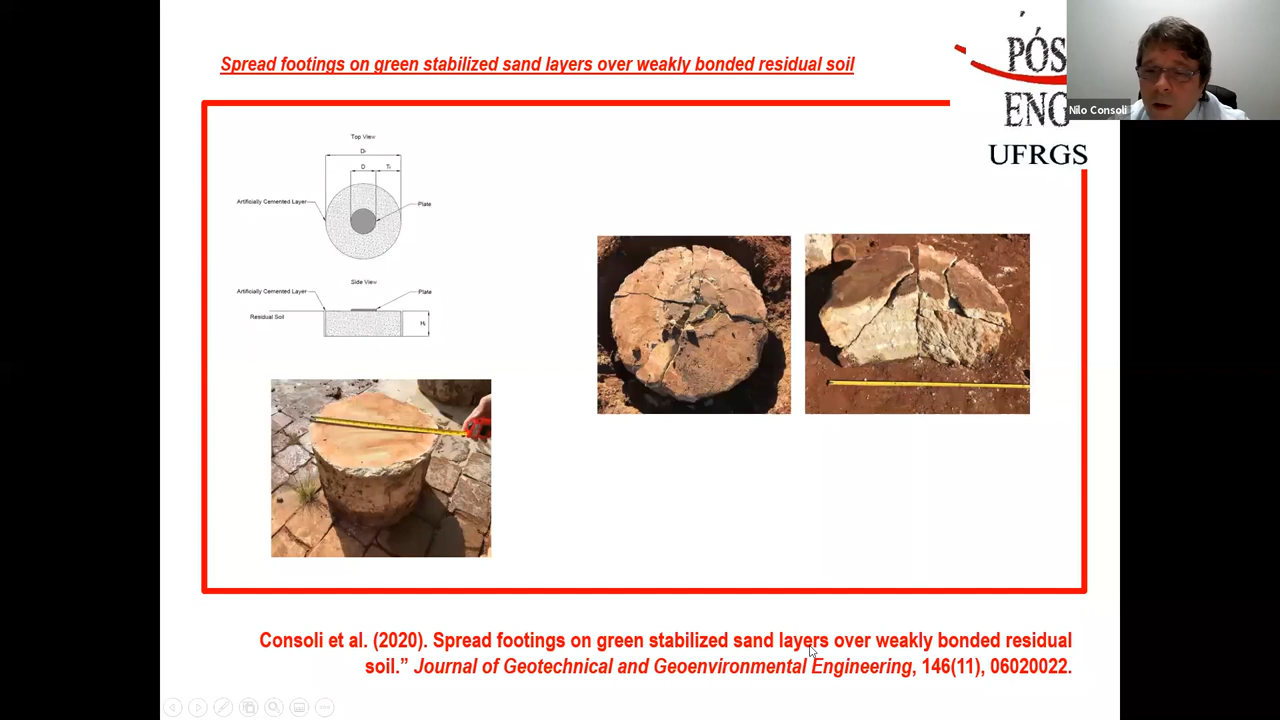 Spread footings on green stabilized sand layers over weakly bonded residual soil
PÓS
ENG
UFRGS
Nilo Consoli
Top View
D
T
Artificially Cemented Layer
Plate
Side View
Artificially Cemented Layer
Plate
Residual Soil
H
Consoli et al. (2020). Spread footings on green stabilized sand layers over weakly bonded residual
soil.” Journal of Geotechnical and Geoenvironmental Engineering, 146(11), 06020022.